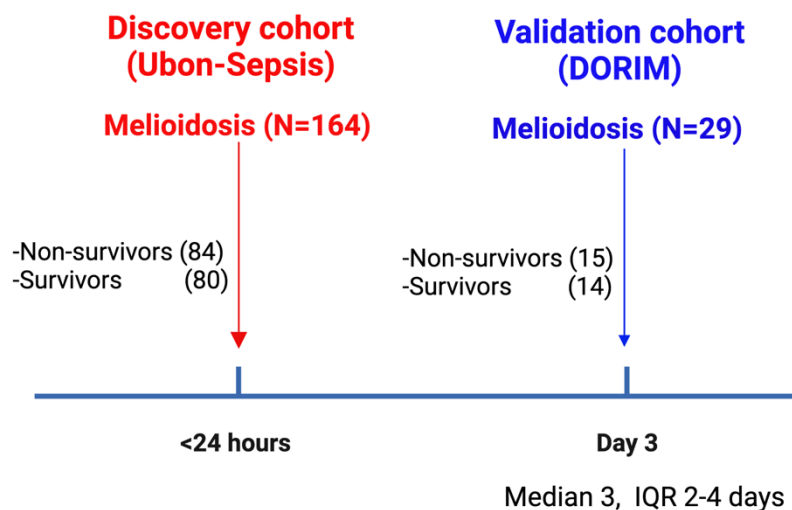 Discovery cohort
(Ubon-Sepsis)
Melioidosis (N=164)
-Non-survivors (84)
-Survivors (80)
<24 hours
Validation cohort
(DORIM)
Melioidosis (N=29)
-Non-survivors (15)
-Survivors (14)
Day 3
Median 3, IQR 2-4 days